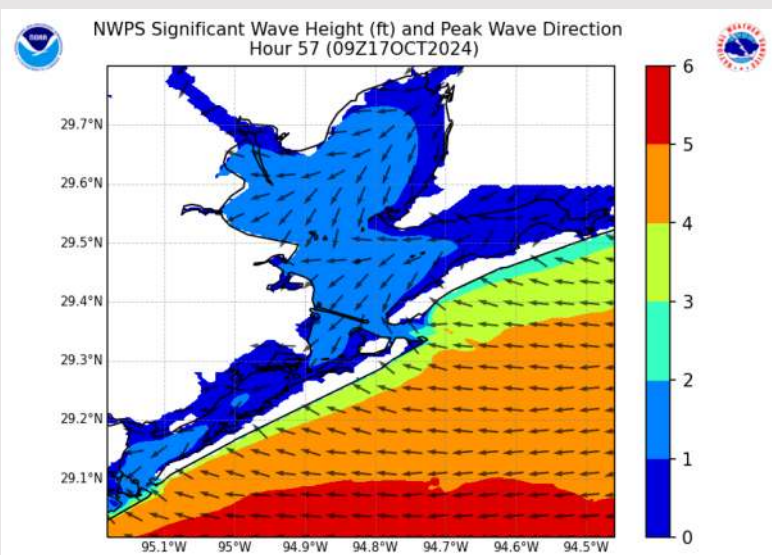 NWPS Significant Wave Height (ft) and Peak Wave Direction
Hour 57 (09Z17OCT2024)
NOAA
29.7°N
29.6°N
29.5°N
29.4°N
29.3°N
29.2°N
29.1°N
95.1°W 95°W 94.9°W 94.8°W 94.7°W 94.6°W 94.5°W
6
5
4
3
2
1
0